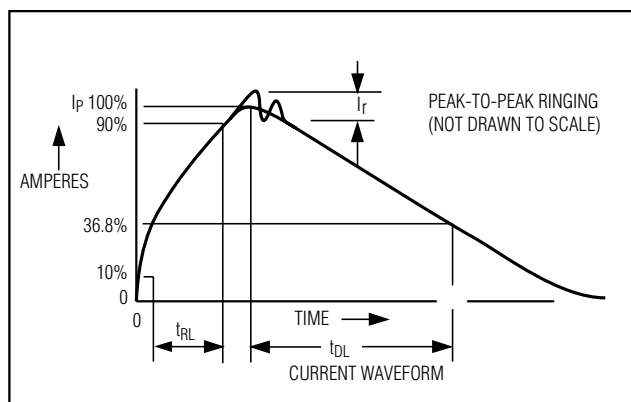 IP 100%
90%
AMPERES
36.8%
10%
0
0
tRL
TIME
tDL
CURRENT WAVEFORM
Ir
PEAK-TO-PEAK RINGING
(NOT DRAWN TO SCALE)